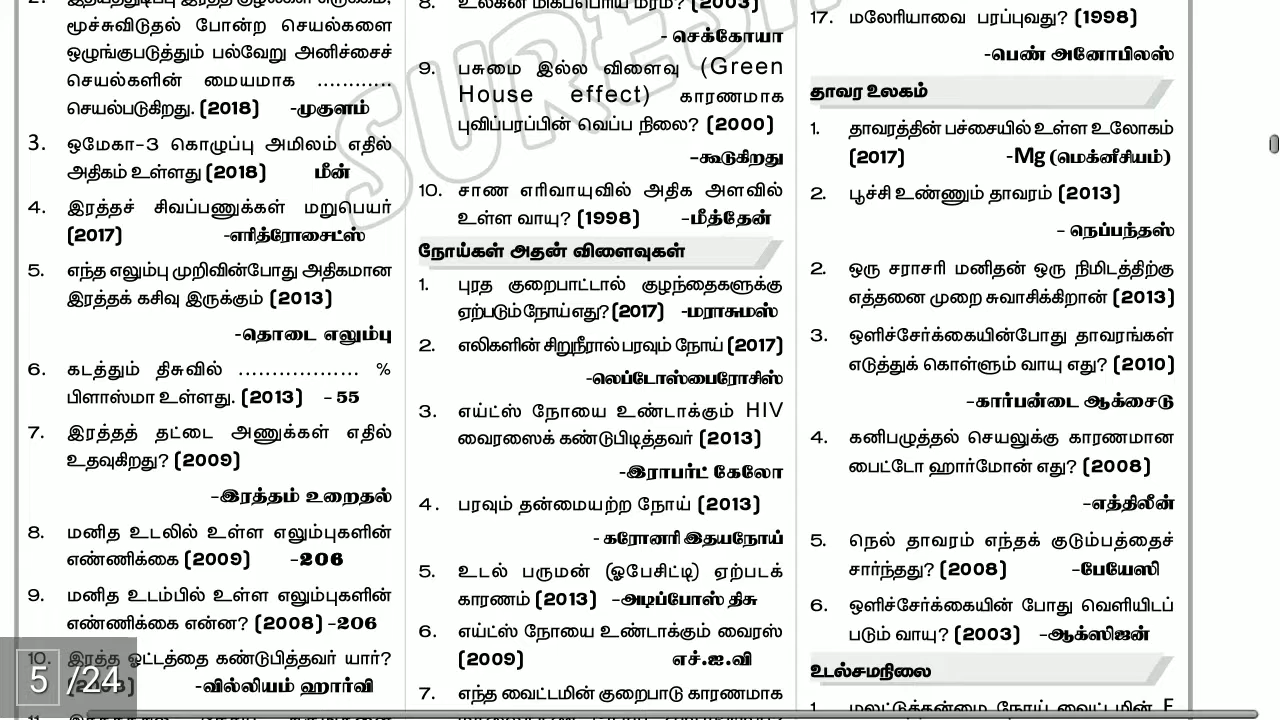 மூச்சுவிடுதல் போன்ற செயல்களை
ஒழுங்குபடுத்தும் பல்வேறு அனிச்சைச்
செயல்களின் மையமாக ............
செயல்படுகிறது. (2018) -முகுளம்
3. ஒமேகா-3 கொழுப்பு அமிலம் எதில்
அதிகம் உள்ளது (2018) மீன்
4. இரத்தச் சிவப்பணுக்கள் மறுபெயர்
(2017) -எரித்ரோசைட்ஸ்
5. எந்த எலும்பு முறிவின்போது அதிகமான
இரத்தக் கசிவு இருக்கும் (2013)
-தொடை எலும்பு
6. கடத்தும் திசுவில் .................. %
பிளாஸ்மா உள்ளது. (2013) - 55
7. இரத்தத் தட்டை அணுக்கள் எதில்
உதவுகிறது? (2009)
-இரத்தம் உறைதல்
8. மனித உடலில் உள்ள எலும்புகளின்
எண்ணிக்கை (2009) -206
9. மனித உடம்பில் உள்ள எலும்புகளின்
எண்ணிக்கை என்ன? (2008) -206
10. இரத்த ஓட்டத்தை கண்டுபித்தவர் யார்?
-வில்லியம் ஹார்வி
8. உலகின் மிகப்பெரிய மரம்? (2003)
- செக்கோயா
9. பசுமை இல்ல விளைவு (Green
House effect) காரணமாக
புவிப்பரப்பின் வெப்ப நிலை? (2000)
-கூடுகிறது
10. சாண எரிவாயுவில் அதிக அளவில்
உள்ள வாயு? (1998) -மீத்தேன்
நோய்கள் அதன் விளைவுகள்
1. புரத குறைபாட்டால் குழந்தைகளுக்கு
ஏற்படும் நோய் எது? (2017) -மராசுமஸ்
2. எலிகளின் சிறுநீரால் பரவும் நோய் (2017)
-லெப்டோஸ்பைரோசிஸ்
3. எய்ட்ஸ் நோயை உண்டாக்கும் HIV
வைரஸைக் கண்டுபிடித்தவர் (2013)
-இராபர்ட் கேலோ
4. பரவும் தன்மையற்ற நோய் (2013)
- கரோனரி இதயநோய்
5. உடல் பருமன் (ஓபேசிட்டி) ஏற்படக்
காரணம் (2013) -அடிப்போஸ் திசு
6. எய்ட்ஸ் நோயை உண்டாக்கும் வைரஸ்
(2009) எச்.ஐ.வி
7. எந்த வைட்டமின் குறைபாடு காரணமாக
17. மலேரியாவை பரப்புவது? (1998)
-பெண் அனோபிலஸ்
தாவர உலகம்
1. தாவரத்தின் பச்சையில் உள்ள உலோகம்
(2017) -Mg (மெக்னீசியம்)
2. பூச்சி உண்ணும் தாவரம் (2013)
- நெப்பந்தஸ்
2. ஒரு சராசரி மனிதன் ஒரு நிமிடத்திற்கு
எத்தனை முறை சுவாசிக்கிறான் (2013)
3. ஒளிச்சேர்க்கையின்போது தாவரங்கள்
எடுத்துக் கொள்ளும் வாயு எது? (2010)
-கார்பன்டை ஆக்சைடு
4. கனிபழுத்தல் செயலுக்கு காரணமான
பைட்டோ ஹார்மோன் எது? (2008)
-எத்திலீன்
5. நெல் தாவரம் எந்தக் குடும்பத்தைச்
சார்ந்தது? (2008) -பேயேஸி
6. ஒளிச்சேர்க்கையின் போது வெளியிடப்
படும் வாயு? (2003) -ஆக்ஸிஜன்
உடல்சமநிலை
1. மலட்டுத்தன்மை நோய் வைட்டமின் E
5 /24